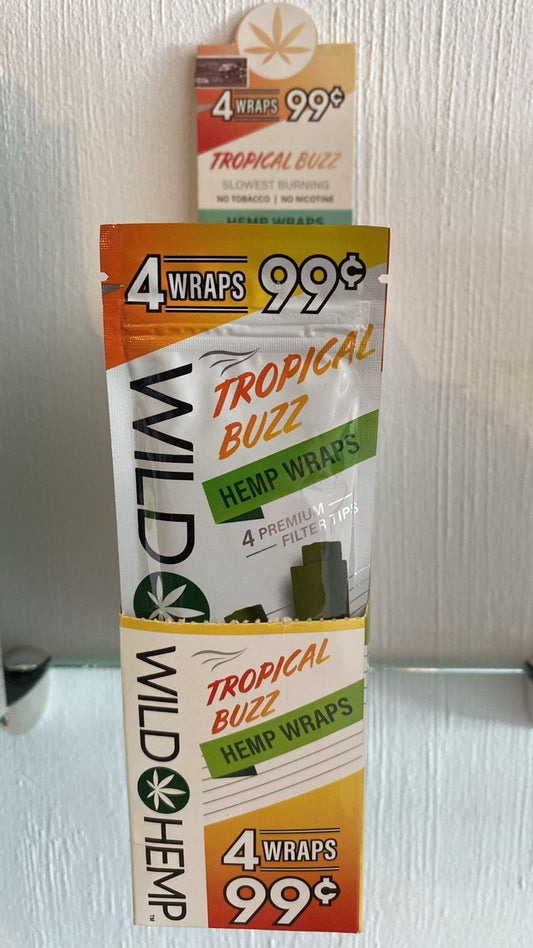 4 WRAPS 99¢
TROPICAL BUZZ
SLOWEST BURNING
NO TOBACCO | NO NICOTINE
HEMP WRAPS
4 WRAPS 99¢
WILD
TROPICAL
BUZZ
HEMP WRAPS
4 PREMIUM
FILTER TIPS
WILD HEMP™
TROPICAL
BUZZ
HEMP WRAPS
4 WRAPS
99¢